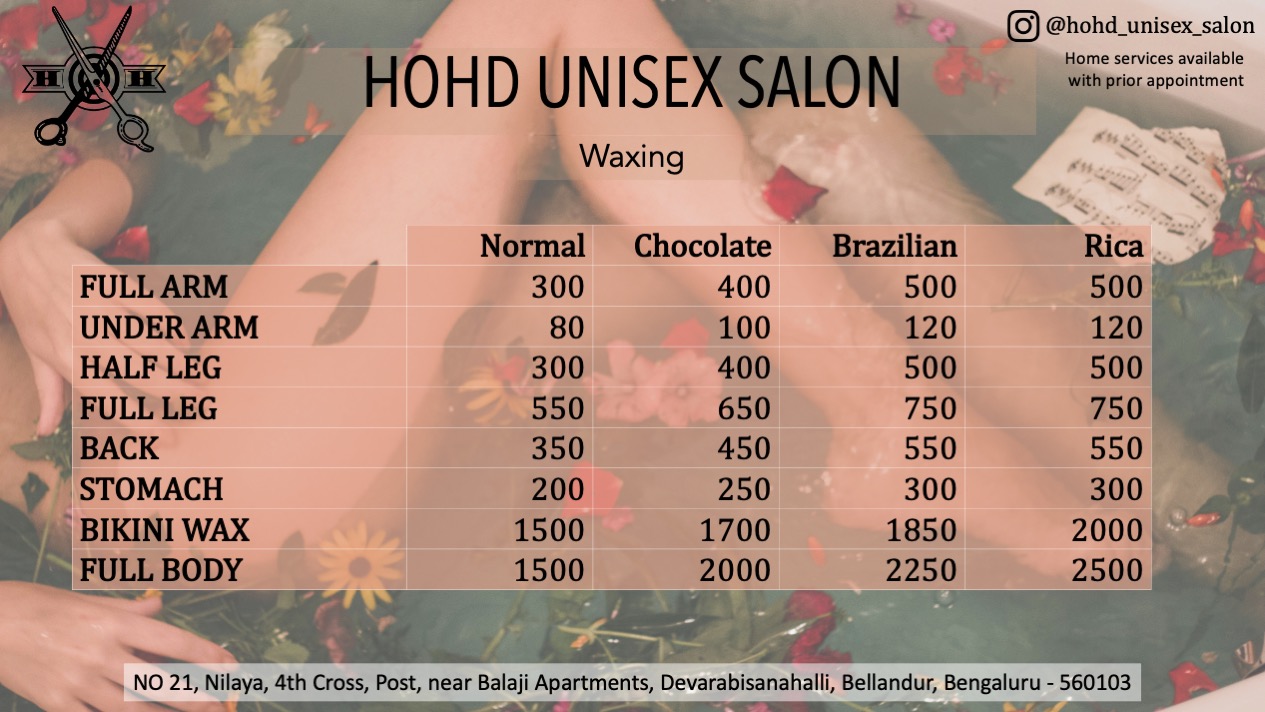 @hohd_unisex_salon
Home services available
with prior appointment
H H
HOHD UNISEX SALON
Waxing
Normal Chocolate Brazilian Rica
FULL ARM 300 400 500 500
UNDER ARM 80 100 120 120
HALF LEG 300 400 500 500
FULL LEG 550 650 750 750
BACK 350 450 550 550
STOMACH 200 250 300 300
BIKINI WAX 1500 1700 1850 2000
FULL BODY 1500 2000 2250 2500
NO 21, Nilaya, 4th Cross, Post, near Balaji Apartments, Devarabisanahalli, Bellandur, Bengaluru - 560103